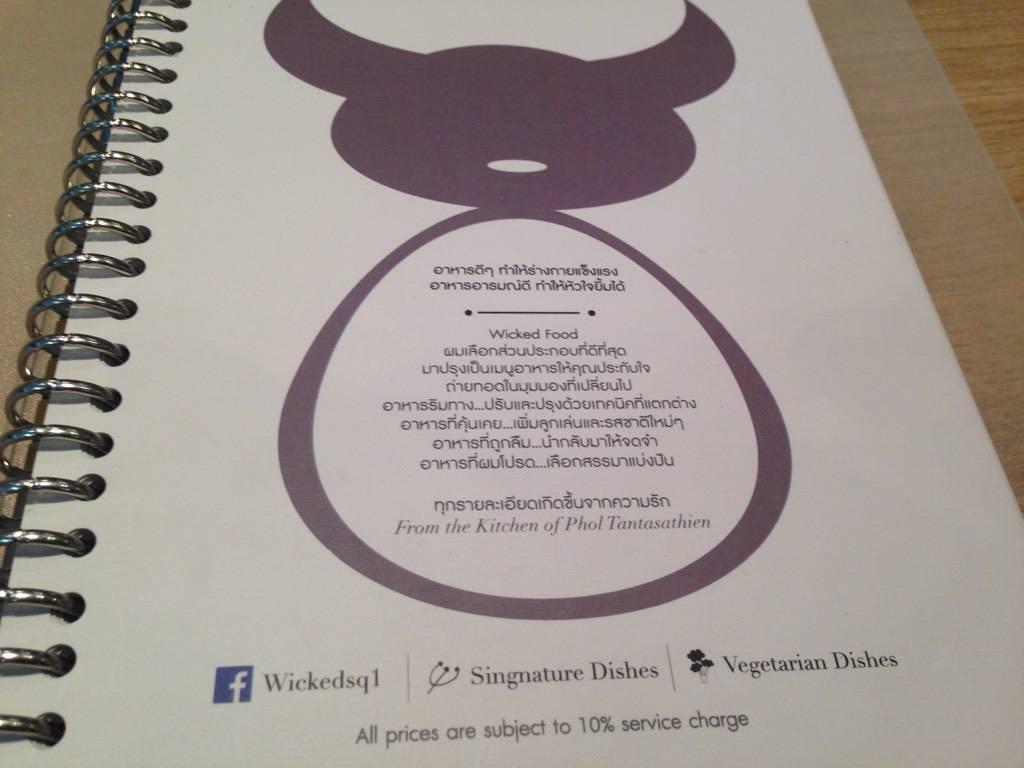 อาหารดีๆ ทำให้ร่างกายแข็งแรง
อาหารอารมณ์ดี ทำให้หัวใจยิ้มได้
Wicked Food
ผมเลือกส่วนประกอบที่ดีที่สุด
มาปรุงเป็นเมนูอาหารให้คุณประทับใจ
ถ่ายทอดในมุมมองที่เปลี่ยนไป
อาหารริมทาง...ปรับและปรุงด้วยเทคนิคที่แตกต่าง
อาหารที่คุ้นเคย...เพิ่มลูกเล่นและรสชาติใหม่ๆ
อาหารที่ถูกลืม...นำกลับมาให้จดจำ
อาหารที่ผมโปรด...เลือกสรรมาแบ่งปัน
ทุกรายละเอียดเกิดขึ้นจากความรัก
From the Kitchen of Phol Tantasathien
f Wickedsq1 Singnature Dishes Vegetarian Dishes
All prices are subject to 10% service charge